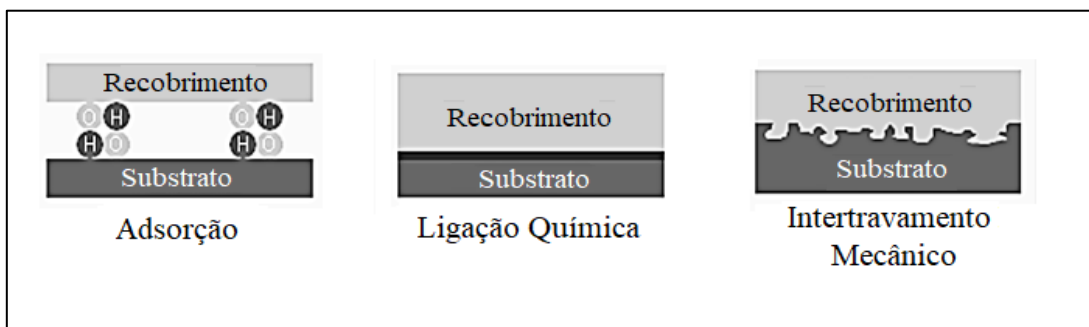 Recobrimento
O H O H
H O H O
Substrato
Adsorção
Recobrimento
Substrato
Ligação Química
Recobrimento
Substrato
Intertravamento
Mecânico